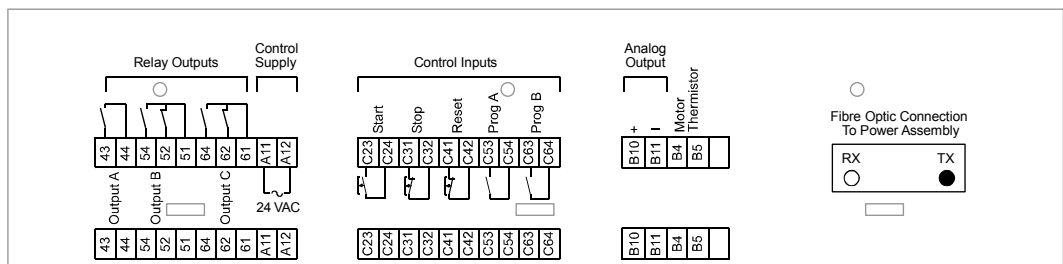 Relay Outputs
Control
Supply
Control Inputs
Analog
Output
Start
Stop
Reset
Prog A
Prog B
+
–
Motor
Thermistor
Fibre Optic Connection
To Power Assembly
43 44 54 52 51 64 62 61 A11 A12
C23 C24 C31 C32 C41 C42 C53 C54 C63 C64
B10 B11 B4 B5
RX TX
Output A
Output B
Output C
24 VAC
43 44 54 52 51 64 62 61 A11 A12
C23 C24 C31 C32 C41 C42 C53 C54 C63 C64
B10 B11 B4 B5